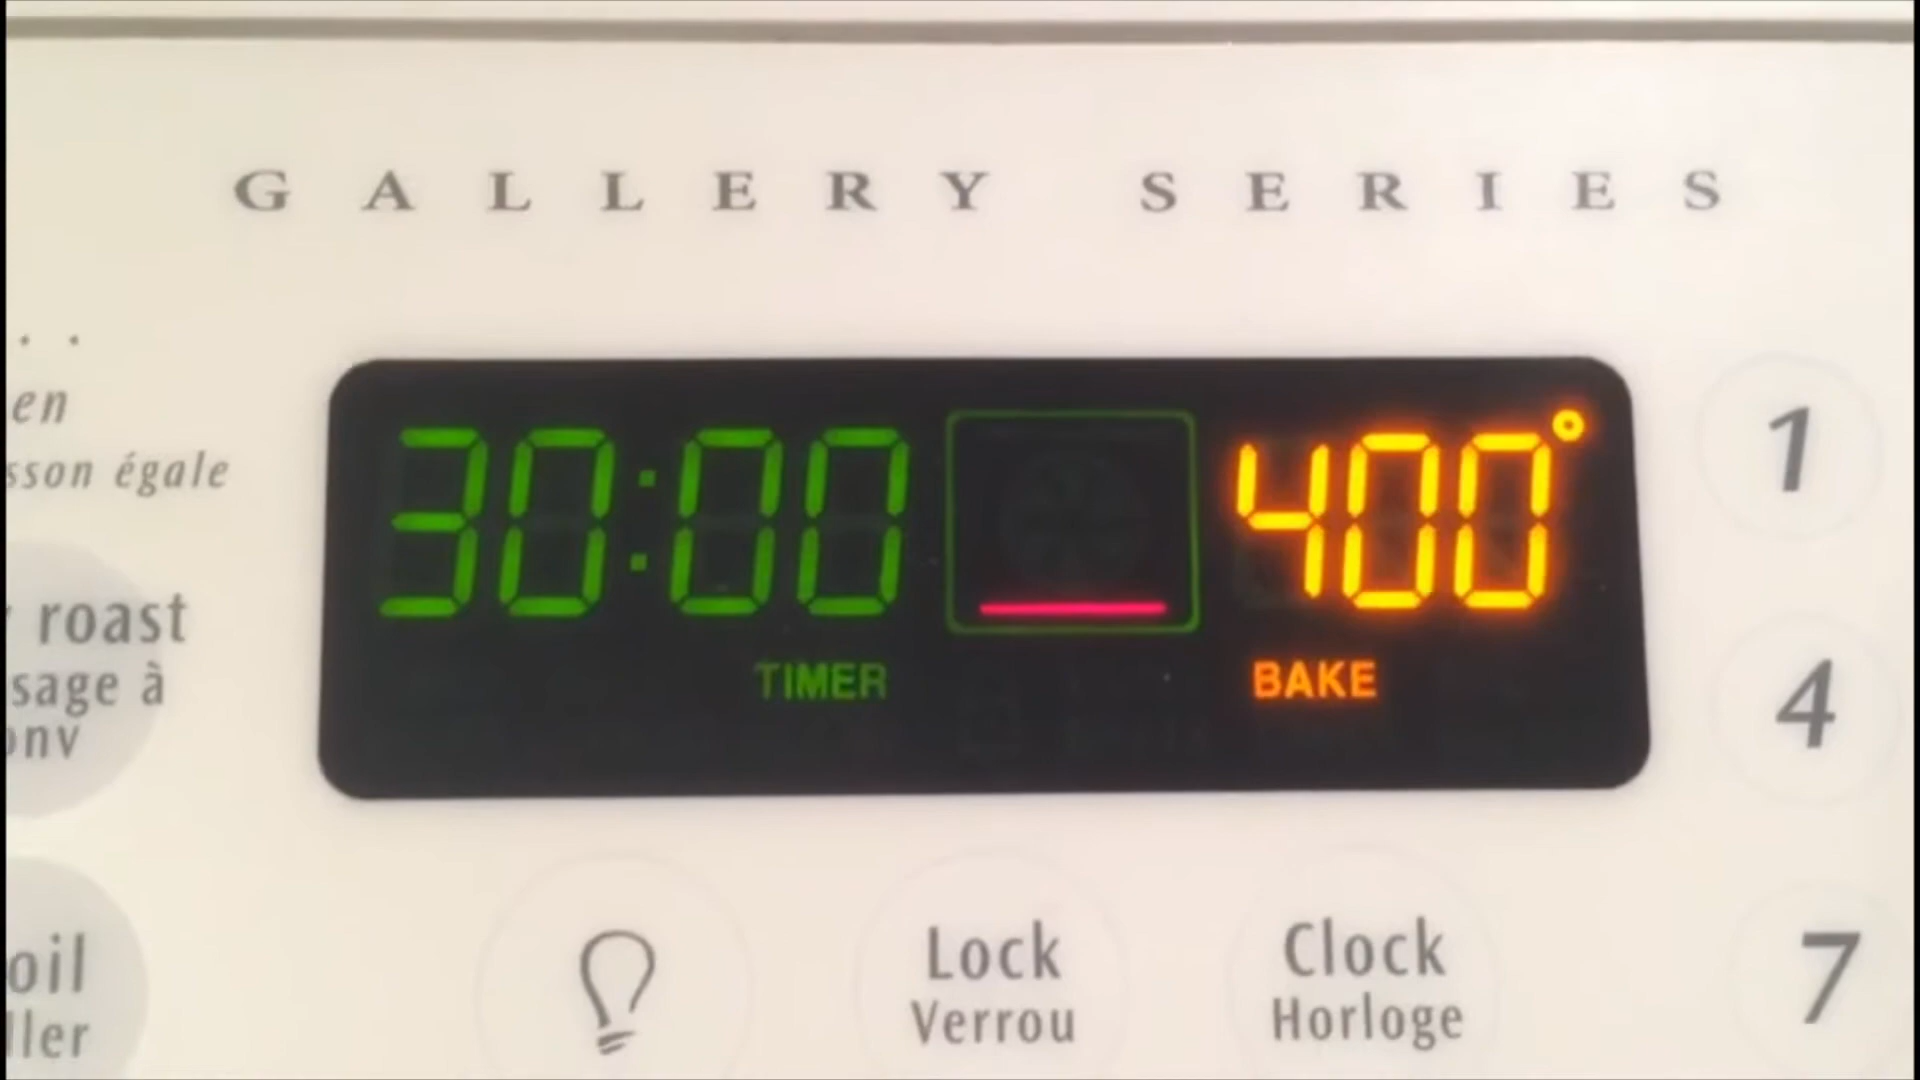 GALLERY SERIES
. .
en
sson égale
30:00 400°
TIMER BAKE
roast
sage à
onv
oil
ller
Lock
Verrou
Clock
Horloge
1
4
7